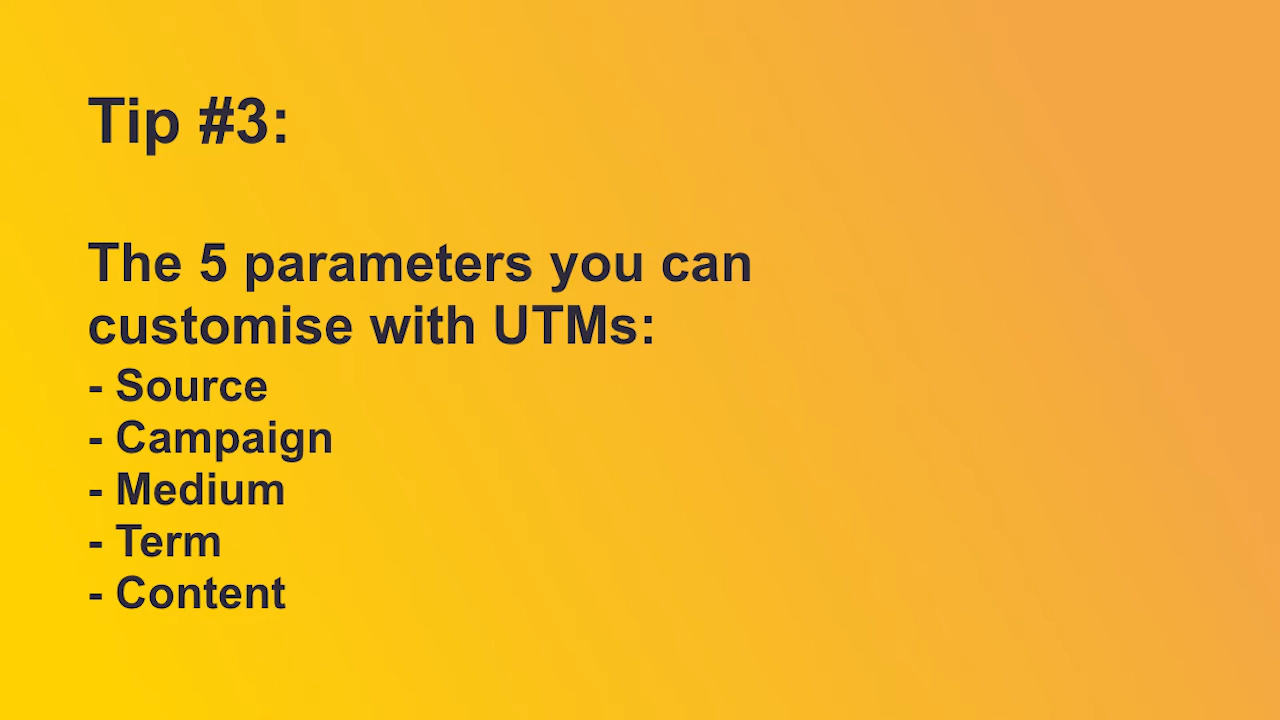 Tip #3:
The 5 parameters you can
customise with UTMs:
- Source
- Campaign
- Medium
- Term
- Content